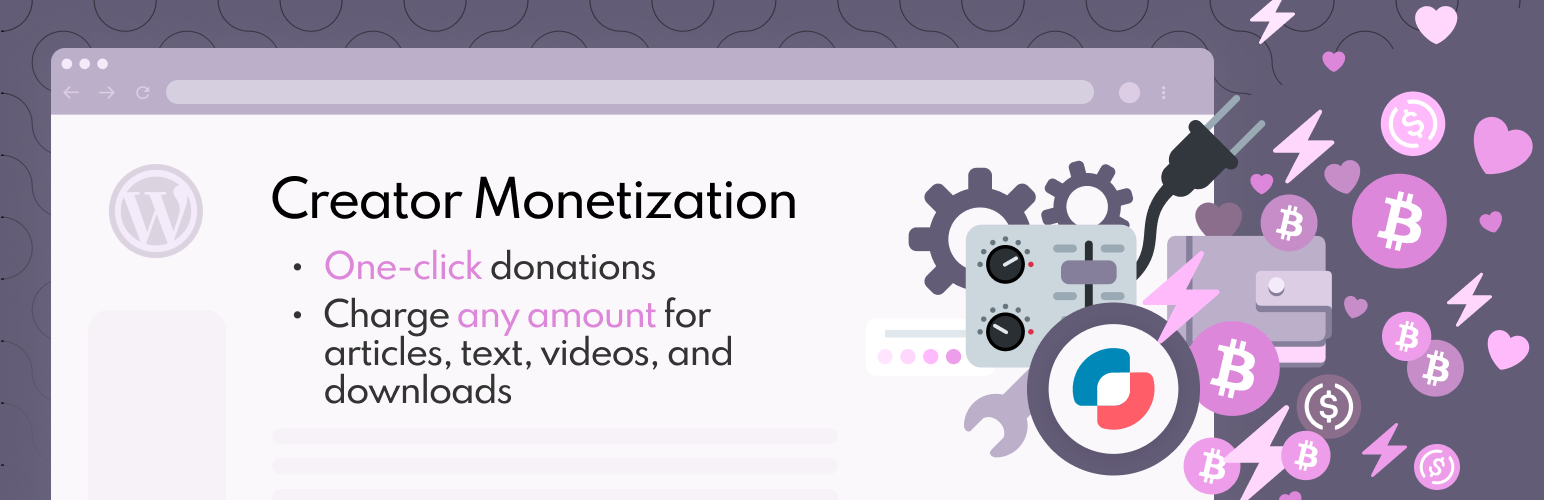 Creator Monetization
• One-click donations
• Charge any amount for
articles, text, videos, and
downloads